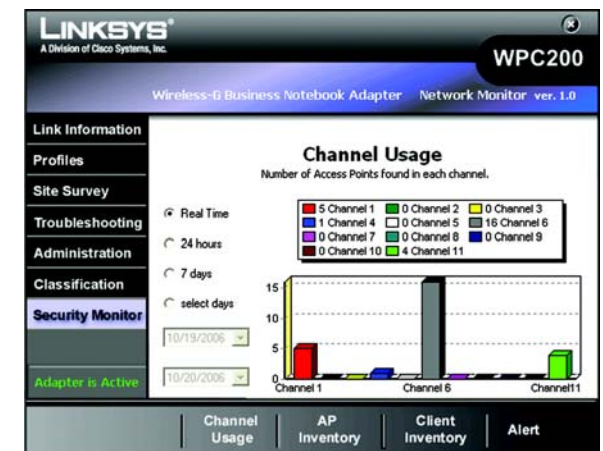 LINKSYS®
A Division of Cisco Systems, Inc.
WPC200
Wireless-G Business Notebook Adapter Network Monitor ver. 1.0
Link Information
Profiles
Site Survey
Troubleshooting
Administration
Classification
Security Monitor
Adapter is Active
Channel Usage
Number of Access Points found in each channel.
Real Time
24 hours
7 days
select days
10/19/2006
10/20/2006
5 Channel 1 0 Channel 2 0 Channel 3
1 Channel 4 0 Channel 5 16 Channel 6
0 Channel 7 0 Channel 8 0 Channel 9
0 Channel 10 4 Channel 11
15
10
5
0
Channel 1 Channel 6 Channel11
Channel Usage
AP Inventory
Client Inventory
Alert